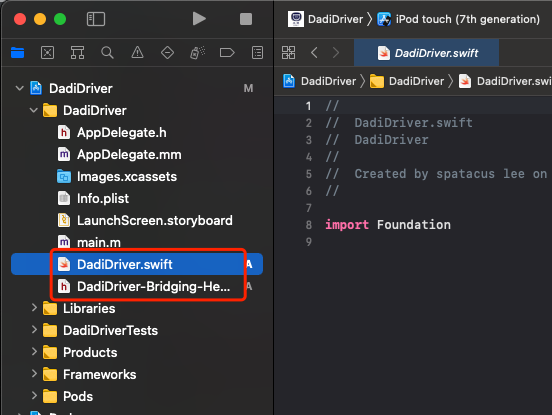 DadiDriver
iPod touch (7th generation)
DadiDriver.swift
DadiDriver
DadiDriver
DadiDriver.swi
DadiDriver
M
DadiDriver
AppDelegate.h
AppDelegate.mm
Images.xcassets
Info.plist
LaunchScreen.storyboard
main.m
DadiDriver.swift
A
DadiDriver-Bridging-He...
A
Libraries
DadiDriverTests
Products
Frameworks
Pods
1 //
2 // DadiDriver.swift
3 // DadiDriver
4 //
5 // Created by spatacus lee on
6 //
7
8 import Foundation
9